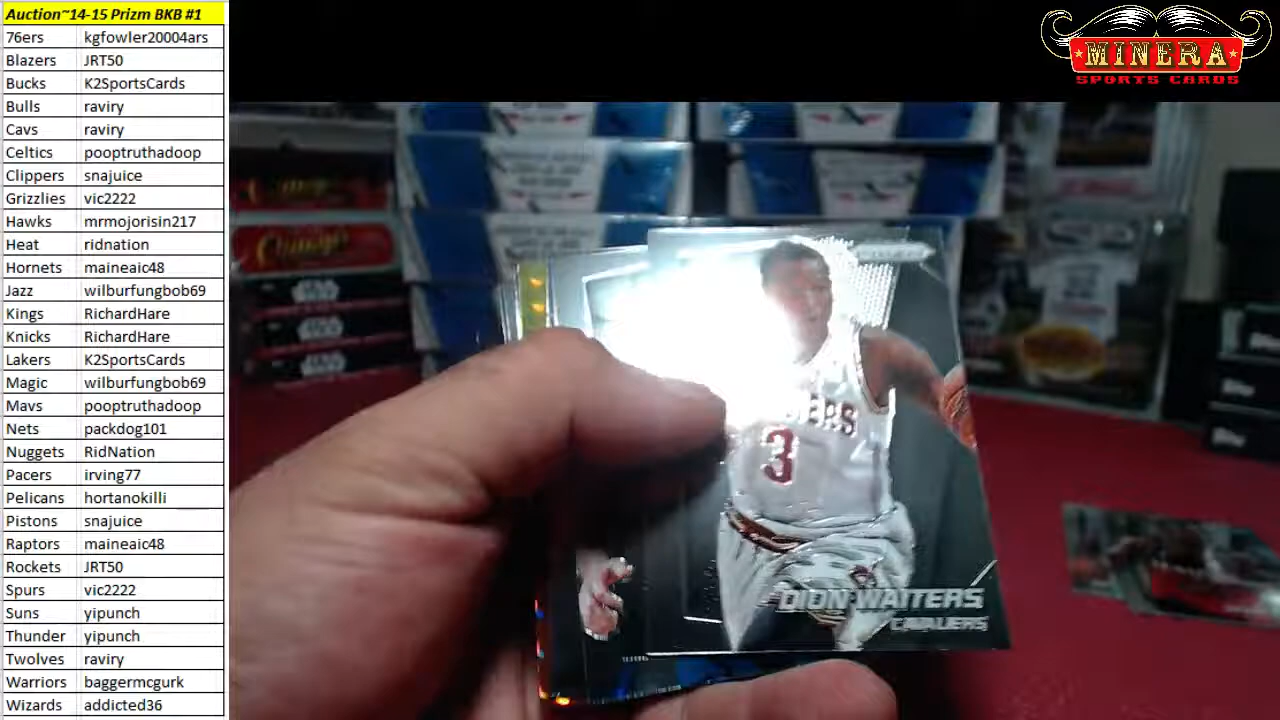 Auction~14-15 Prizm BKB #1
76ers kgfowler20004ars
Blazers JRT50
Bucks K2SportsCards
Bulls raviry
Cavs raviry
Celtics pooptruthadoop
Clippers snajuice
Grizzlies vic2222
Hawks mrmojorisin217
Heat ridnation
Hornets maineaic48
Jazz wilburfungbob69
Kings RichardHare
Knicks RichardHare
Lakers K2SportsCards
Magic wilburfungbob69
Mavs pooptruthadoop
Nets packdog101
Nuggets RidNation
Pacers irving77
Pelicans hortanokilli
Pistons snajuice
Raptors maineaic48
Rockets JRT50
Spurs vic2222
Suns yipunch
Thunder yipunch
Twolves raviry
Warriors baggermcgurk
Wizards addicted36
MINERA
SPORTS CARDS
3
DION WAITERS
CAVALIERS